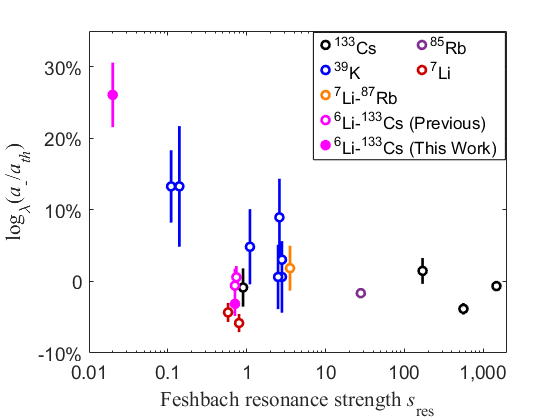 30%
20%
10%
0
-10%
0.01
0.1
1
10
100
1,000
log_λ(a_-/a_th)
Feshbach resonance strength s_res
¹³³Cs
⁸⁵Rb
³⁹K
⁷Li
⁷Li-⁸⁷Rb
⁶Li-¹³³Cs (Previous)
⁶Li-¹³³Cs (This Work)